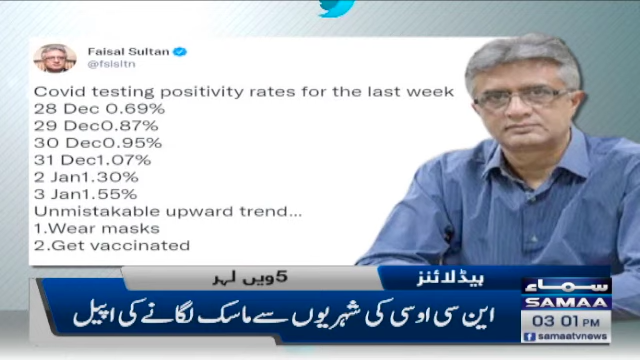 Faisal Sultan
@fslsltn
Covid testing positivity rates for the last week
28 Dec 0.69%
29 Dec0.87%
30 Dec0.95%
31 Dec1.07%
2 Jan1.30%
3 Jan1.55%
Unmistakable upward trend...
1.Wear masks
2.Get vaccinated
ہیڈلائنز
5ویں لہر
این سی او سی کی شہریوں سے ماسک لگانے کی اپیل
سماء
SAMAA
03 01 PM
samaatvnews